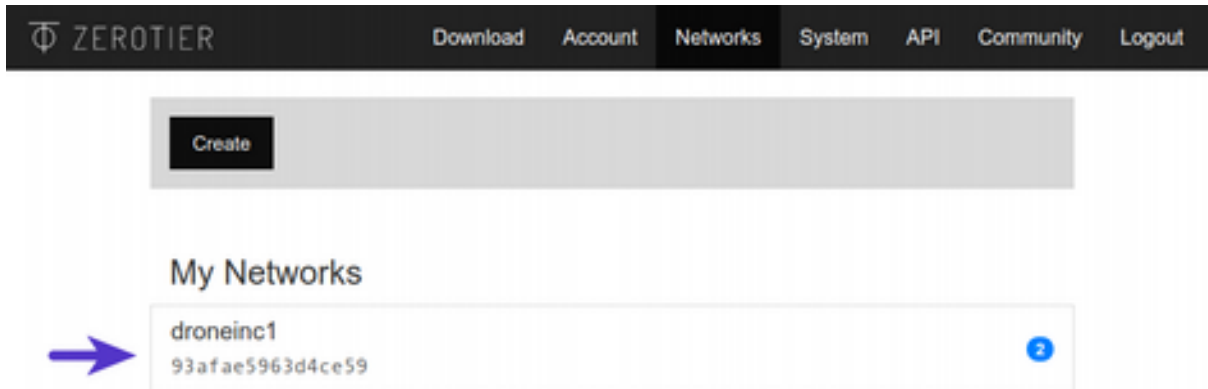 ZEROTIER Download Account Networks System API Community Logout
Create
My Networks
droneinc1
93afae5963d4ce59
2